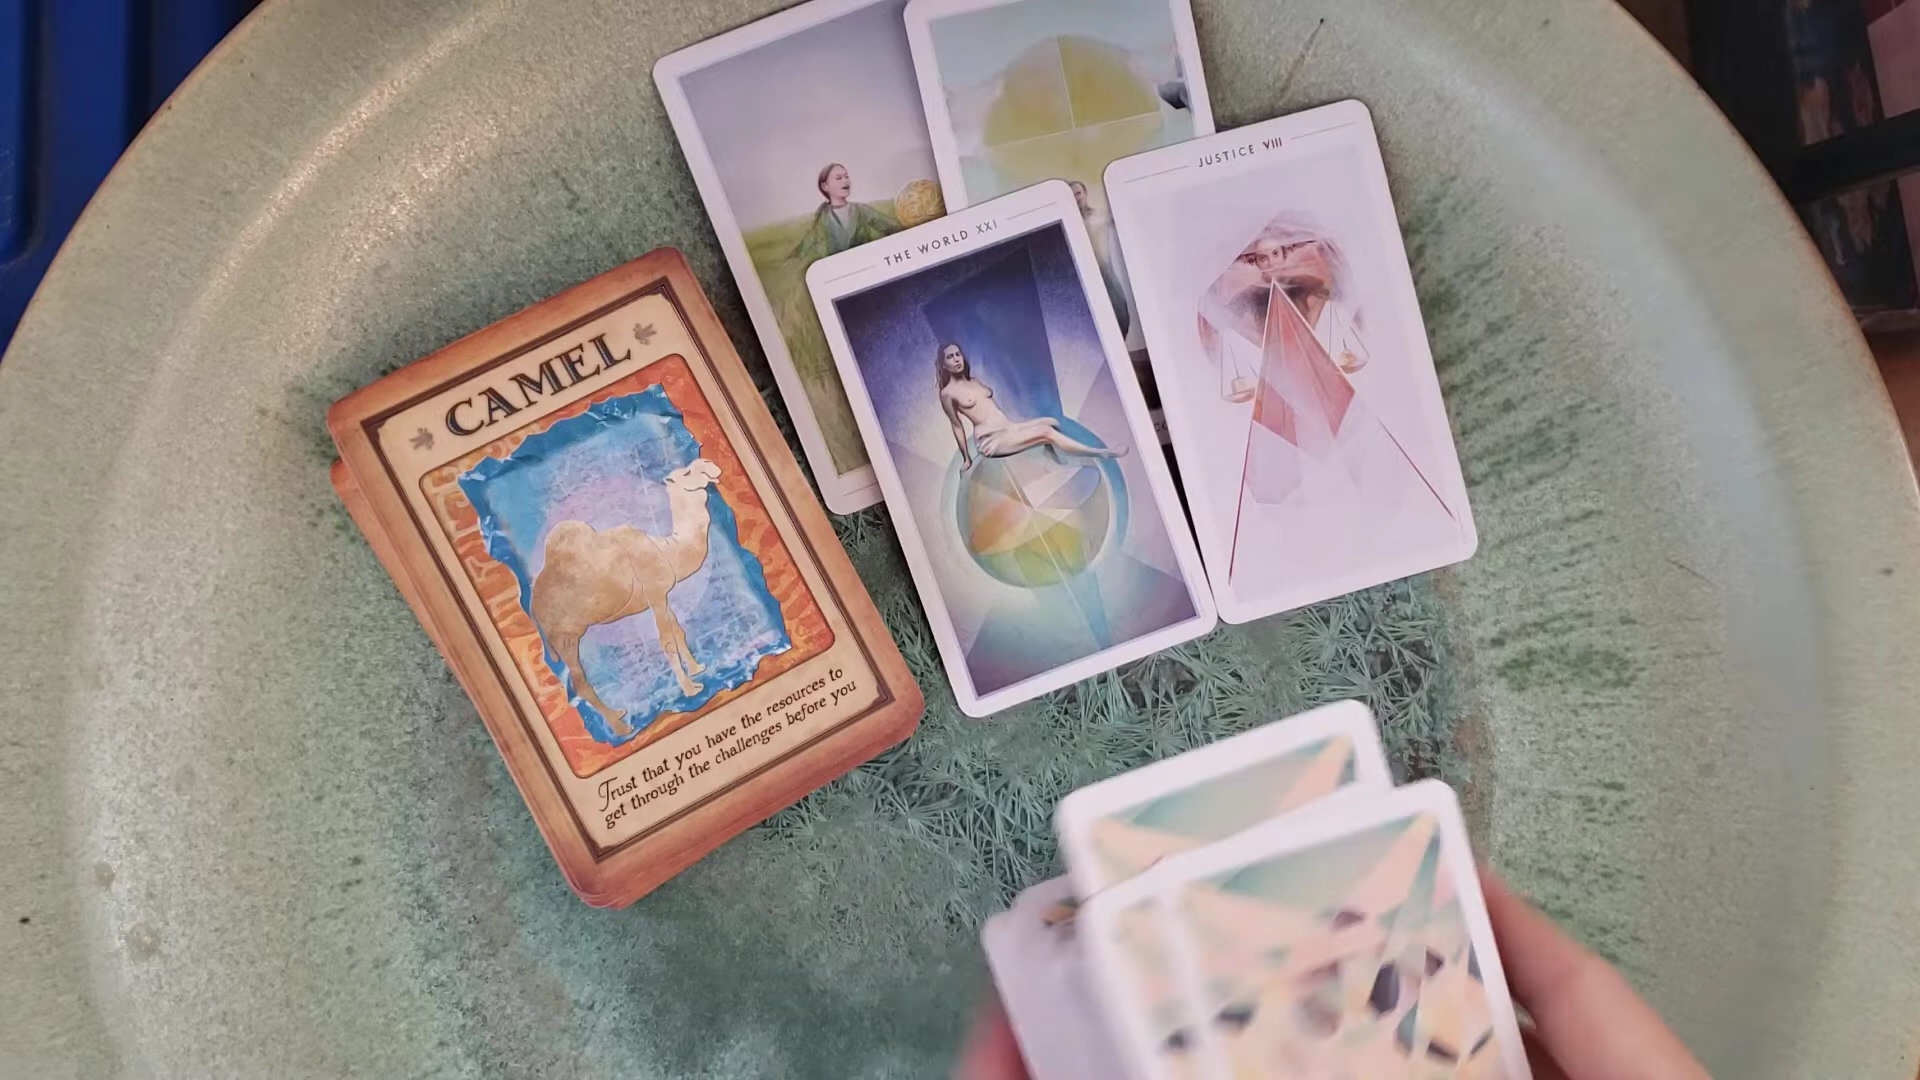 CAMEL
Trust that you have the resources to
get through the challenges before you
THE WORLD XXI
JUSTICE VIII